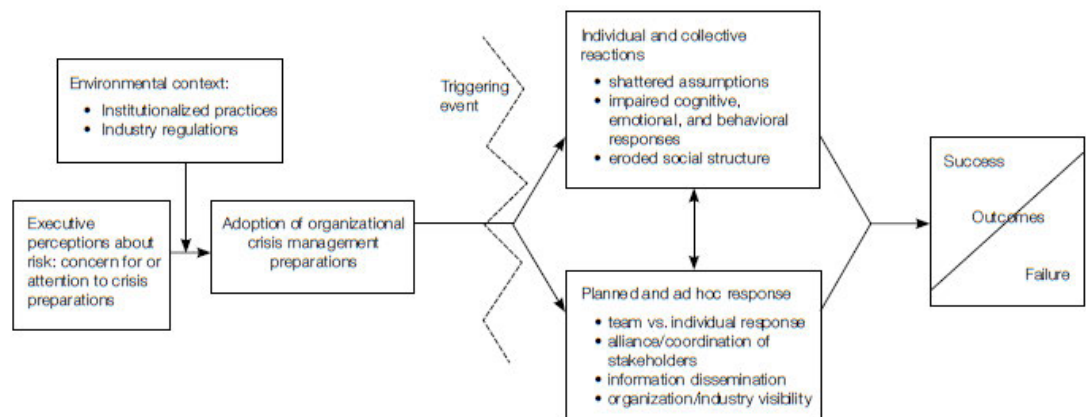 Environmental context:
• Institutionalized practices
• Industry regulations
Executive
perceptions about
risk: concern for or
attention to crisis
preparations
Adoption of organizational
crisis management
preparations
Triggering
event
Individual and collective
reactions
• shattered assumptions
• impaired cognitive,
emotional, and behavioral
responses
• eroded social structure
Planned and ad hoc response
• team vs. individual response
• alliance/coordination of
stakeholders
• information dissemination
• organization/industry visibility
Success
Outcomes
Failure